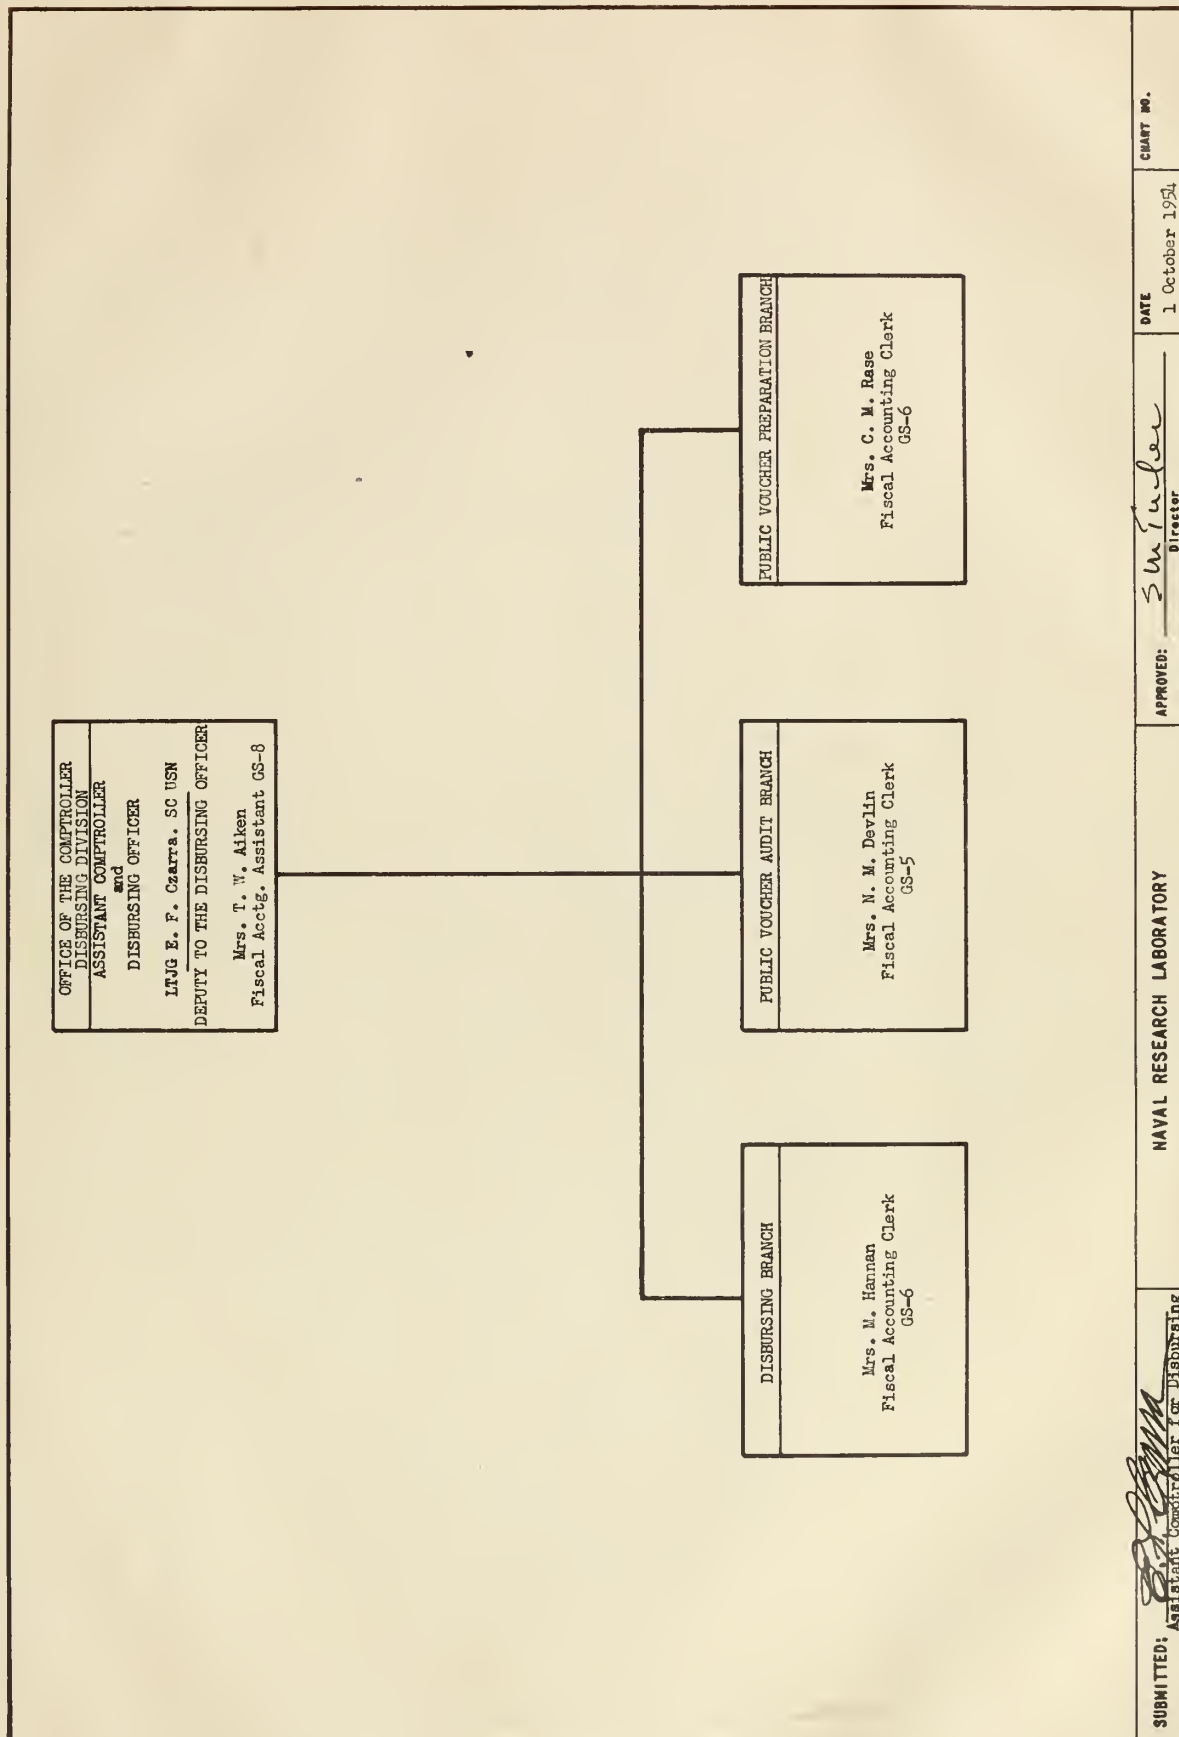 OFFICE OF THE COMPTROLLER
DISBURSING DIVISION
ASSISTANT COMPTROLLER
and
DISBURSING OFFICER
LTJG E. F. Czarra. SC USN
DEPUTY TO THE DISBURSING OFFICER
Mrs. T. W. Aiken
Fiscal Acctg. Assistant GS-8
DISBURSING BRANCH
Mrs. M. Hannan
Fiscal Accounting Clerk
GS-6
PUBLIC VOUCHER AUDIT BRANCH
Mrs. N. M. Devlin
Fiscal Accounting Clerk
GS-5
PUBLIC VOUCHER PREPARATION BRANCH
Mrs. C. M. Rase
Fiscal Accounting Clerk
GS-6
SUBMITTED:
Assistant Comptroller for Disbursing
NAVAL RESEARCH LABORATORY
APPROVED:
Director
DATE
1 October 1954
CHART NO.